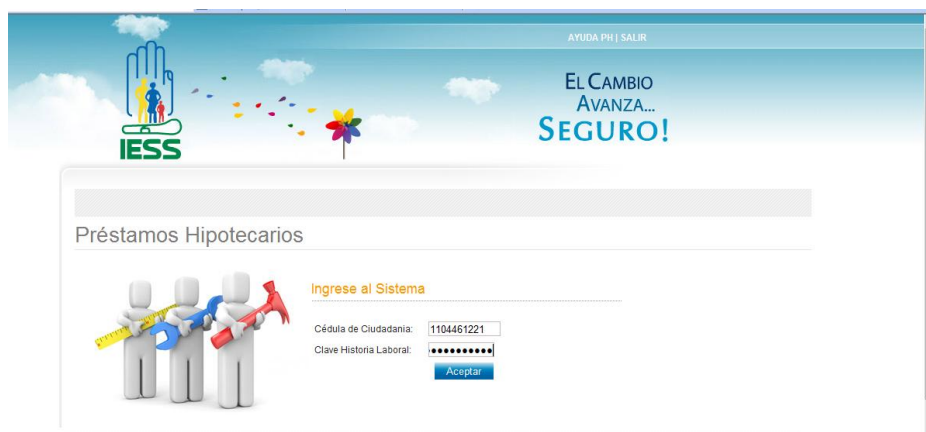 AYUDA PH | SALIR
EL CAMBIO
AVANZA...
SEGURO!
IESS
Préstamos Hipotecarios
Ingrese al Sistema
Cédula de Ciudadania: 1104461221
Clave Historia Laboral: ●●●●●●●●●●
Aceptar